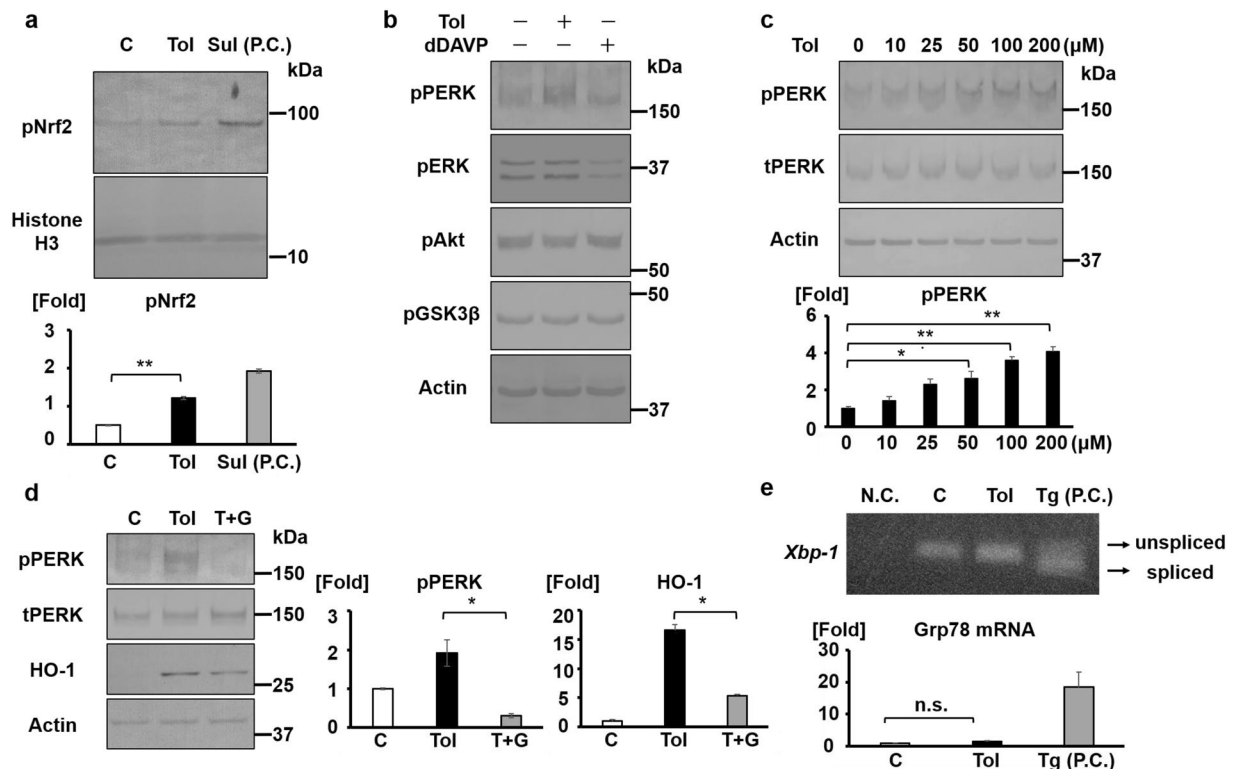 a
C Tol Sul (P.C.)
kDa
pNrf2
100
Histone H3
10
[Fold] pNrf2
3
2
1
0
**
C Tol Sul (P.C.)
b
Tol − + −
dDAVP − − +
kDa
pPERK
150
pERK
37
pAkt
50
pGSK3β
50
Actin
37
c
Tol 0 10 25 50 100 200 (μM)
kDa
pPERK
150
tPERK
150
Actin
37
[Fold] pPERK
6
4
2
0
**
**
*
0 10 25 50 100 200 (μM)
d
C Tol T+G
kDa
pPERK
150
tPERK
150
HO-1
25
Actin
37
[Fold] pPERK
3
2
1
0
*
C Tol T+G
[Fold] HO-1
20
15
10
5
0
*
C Tol T+G
e
N.C. C Tol Tg (P.C.)
Xbp-1
unspliced
spliced
[Fold] Grp78 mRNA
30
20
10
0
n.s.
C Tol Tg (P.C.)